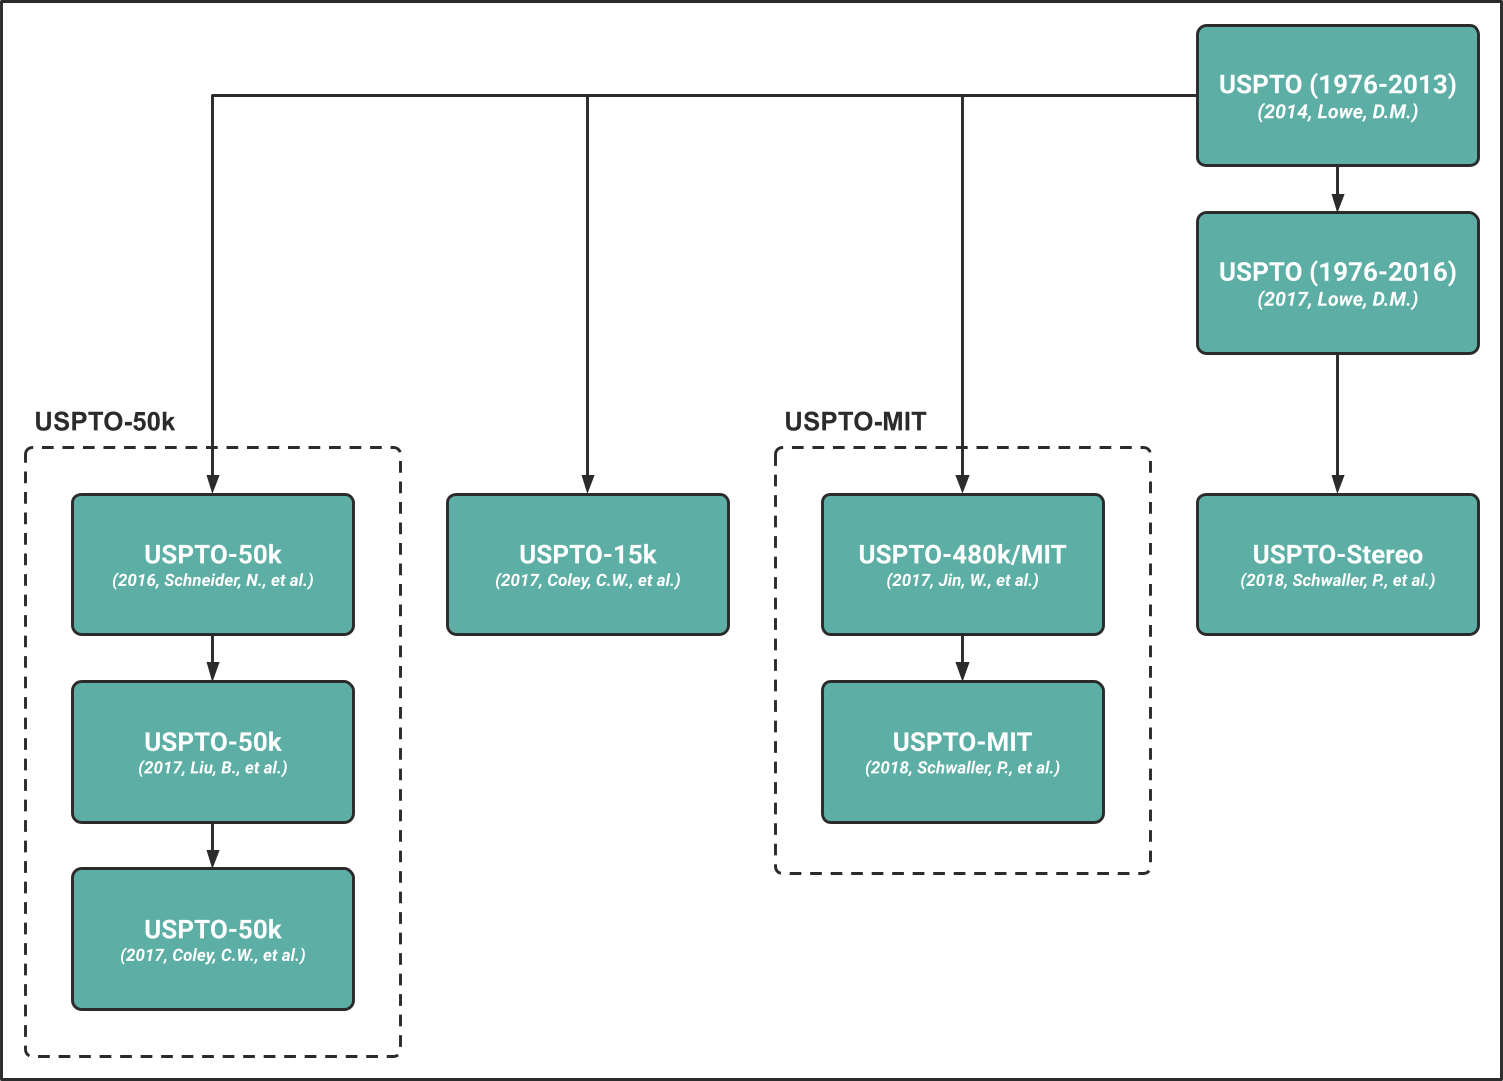 USPTO (1976-2013)
(2014, Lowe, D.M.)
USPTO (1976-2016)
(2017, Lowe, D.M.)
USPTO-50k
USPTO-50k
(2016, Schneider, N., et al.)
USPTO-50k
(2017, Liu, B., et al.)
USPTO-50k
(2017, Coley, C.W., et al.)
USPTO-15k
(2017, Coley, C.W., et al.)
USPTO-MIT
USPTO-480k/MIT
(2017, Jin, W., et al.)
USPTO-MIT
(2018, Schwaller, P., et al.)
USPTO-Stereo
(2018, Schwaller, P., et al.)